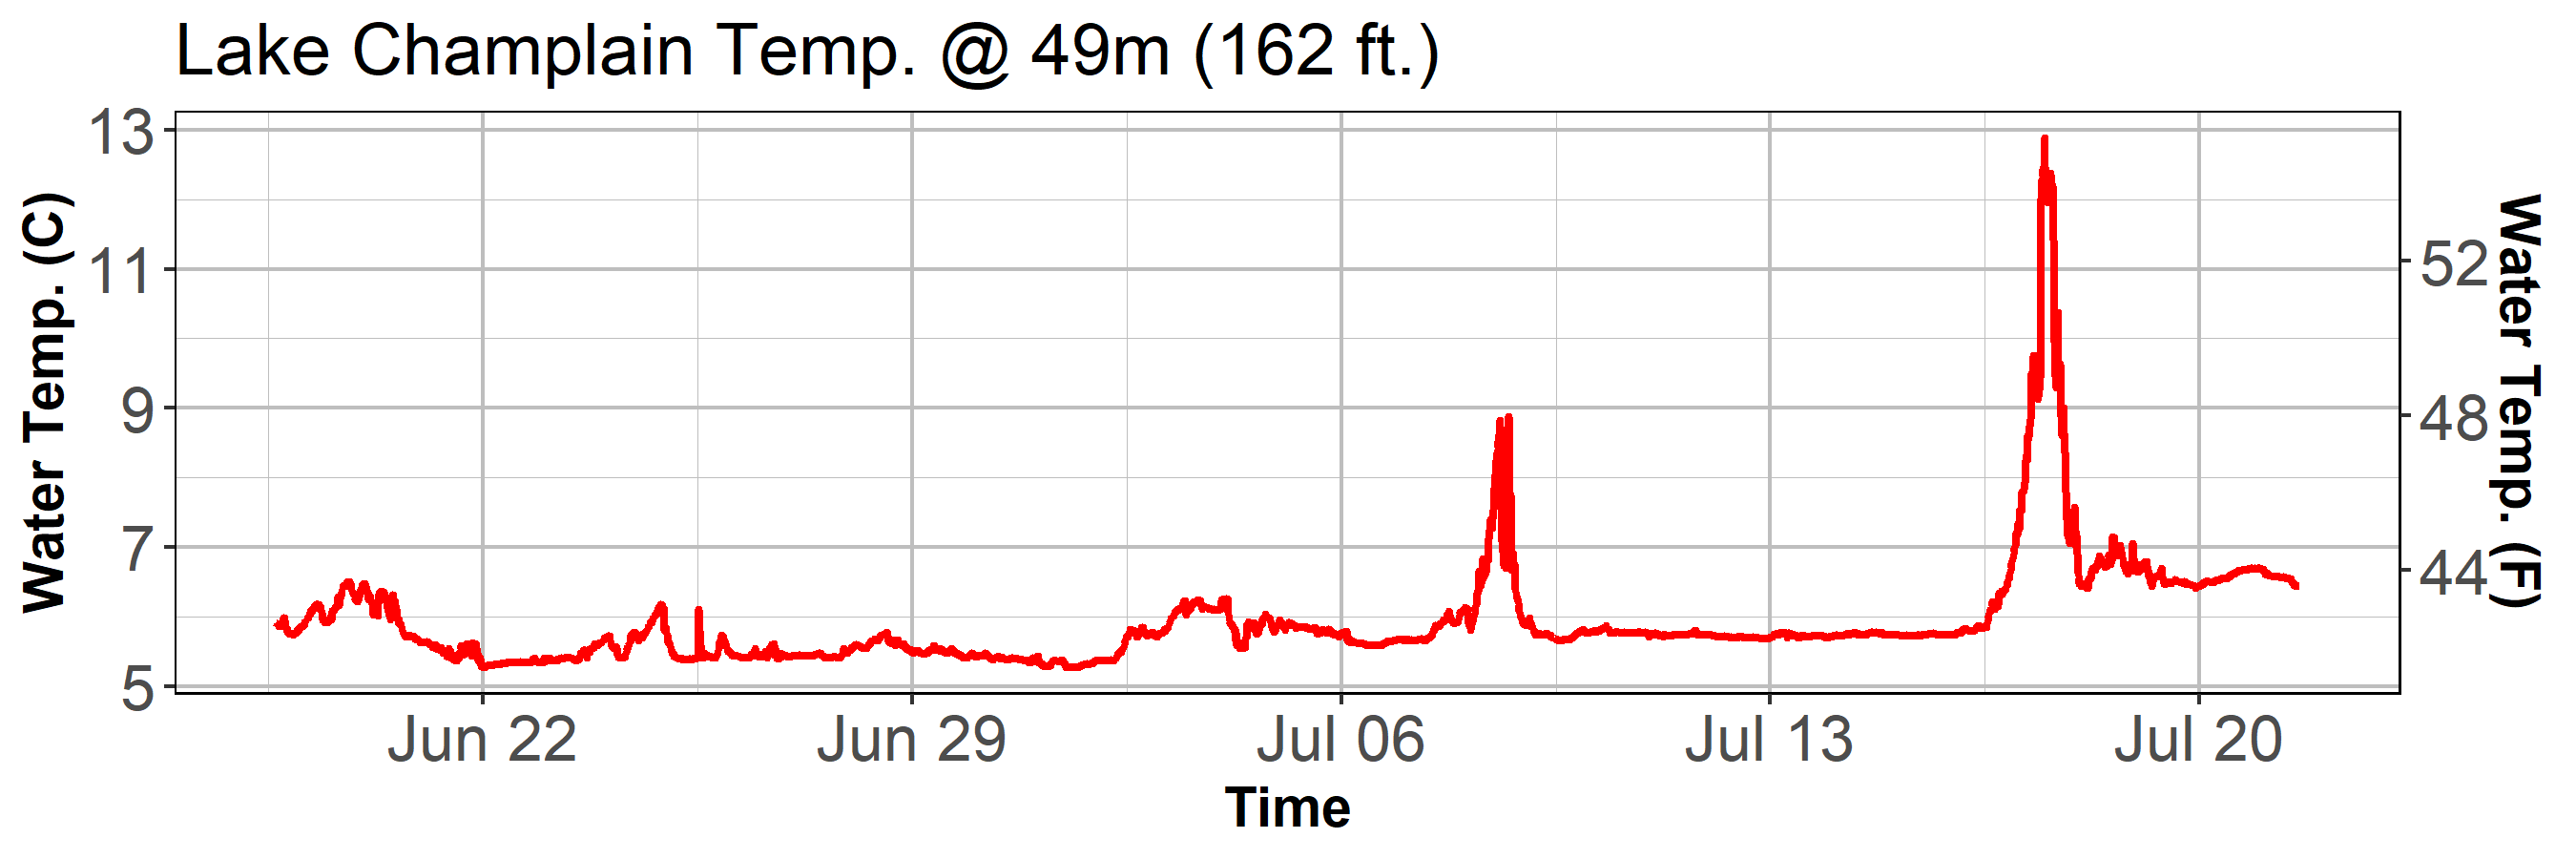 Lake Champlain Temp. @ 49m (162 ft.)
Water Temp. (C)
13
11
9
7
5
52
48
44
Water Temp. (F)
Jun 22 Jun 29 Jul 06 Jul 13 Jul 20
Time